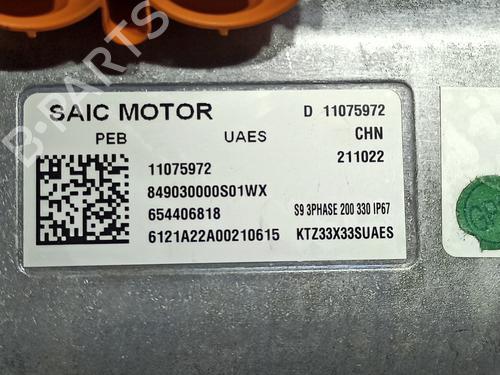 SAIC MOTOR
D 11075972
PEB
UAES
CHN
11075972
211022
849030000S01WX
654406818
S9 3PHASE 200 330 IP67
6121A22A00210615
KTZ33X33SUAES
B-PARTS